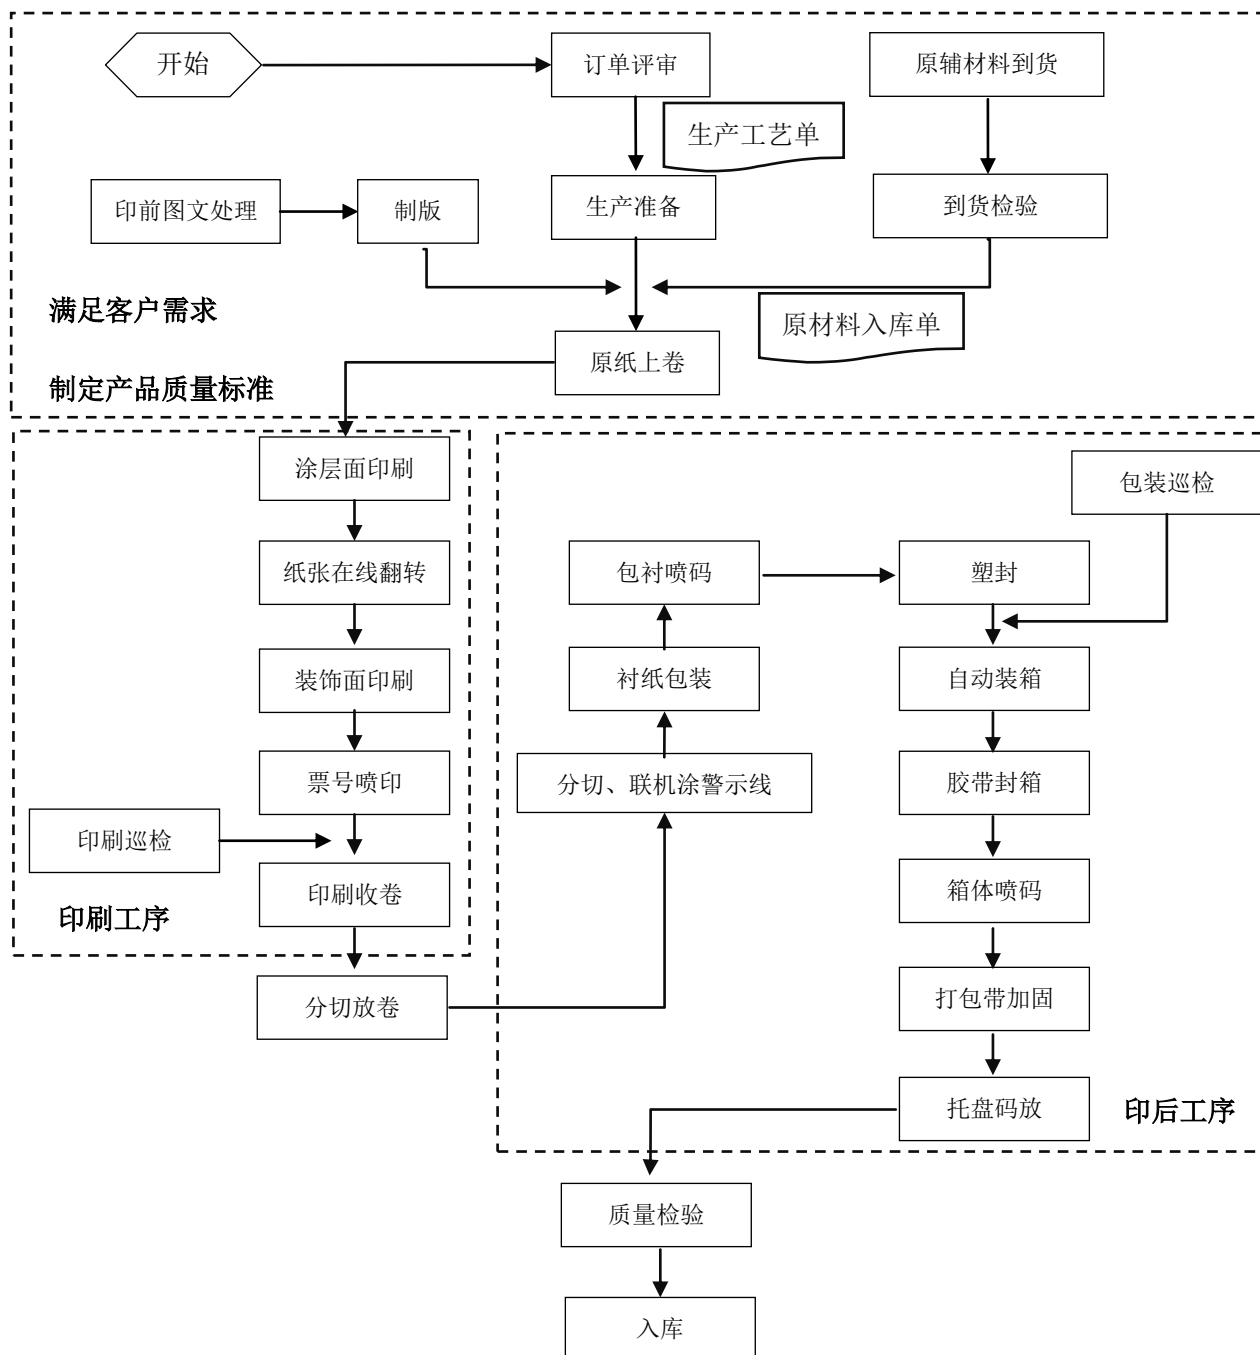 开始
订单评审
原辅材料到货
生产工艺单
印前图文处理
制版
生产准备
到货检验
满足客户需求
原材料入库单
原纸上卷
制定产品质量标准
涂层面印刷
纸张在线翻转
装饰面印刷
票号喷印
印刷巡检
印刷收卷
印刷工序
分切放卷
包装巡检
包衬喷码
塑封
衬纸包装
自动装箱
分切、联机涂警示线
胶带封箱
箱体喷码
打包带加固
托盘码放
印后工序
质量检验
入库